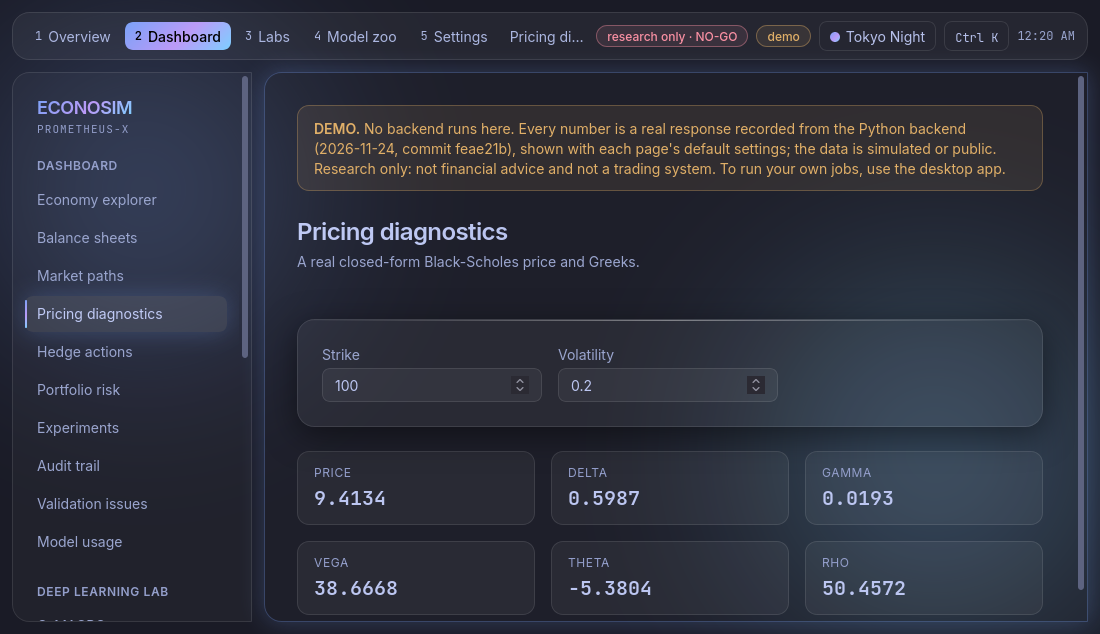 1 Overview
2 Dashboard
3 Labs
4 Model zoo
5 Settings
Pricing di...
research only · NO-GO
demo
Tokyo Night
Ctrl K
12:20 AM
ECONOSIM
PROMETHEUS-X
DASHBOARD
Economy explorer
Balance sheets
Market paths
Pricing diagnostics
Hedge actions
Portfolio risk
Experiments
Audit trail
Validation issues
Model usage
DEEP LEARNING LAB
DEMO. No backend runs here. Every number is a real response recorded from the Python backend
(2026-11-24, commit feae21b), shown with each page's default settings; the data is simulated or public.
Research only: not financial advice and not a trading system. To run your own jobs, use the desktop app.
Pricing diagnostics
A real closed-form Black-Scholes price and Greeks.
Strike
100
Volatility
0.2
PRICE
9.4134
DELTA
0.5987
GAMMA
0.0193
VEGA
38.6668
THETA
-5.3804
RHO
50.4572